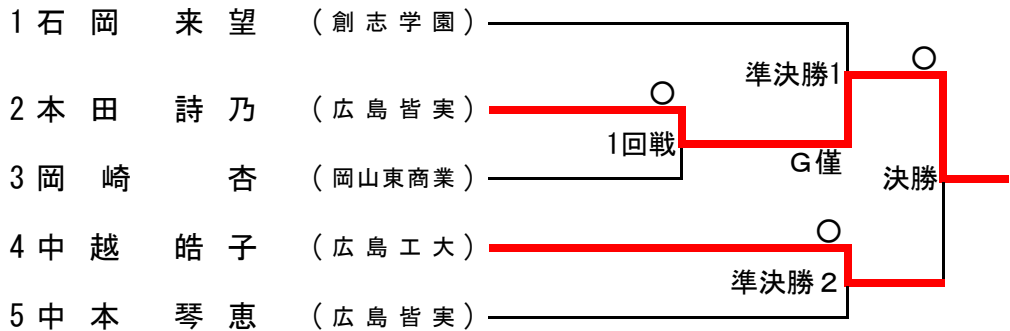 1 石岡 来望 (創志学園)
○
準決勝1
○
2 本田 詩乃 (広島皆実)
1回戦
G僅
決勝
3 岡崎 杏 (岡山東商業)
○
4 中越 皓子 (広島工大)
準決勝2
5 中本 琴恵 (広島皆実)